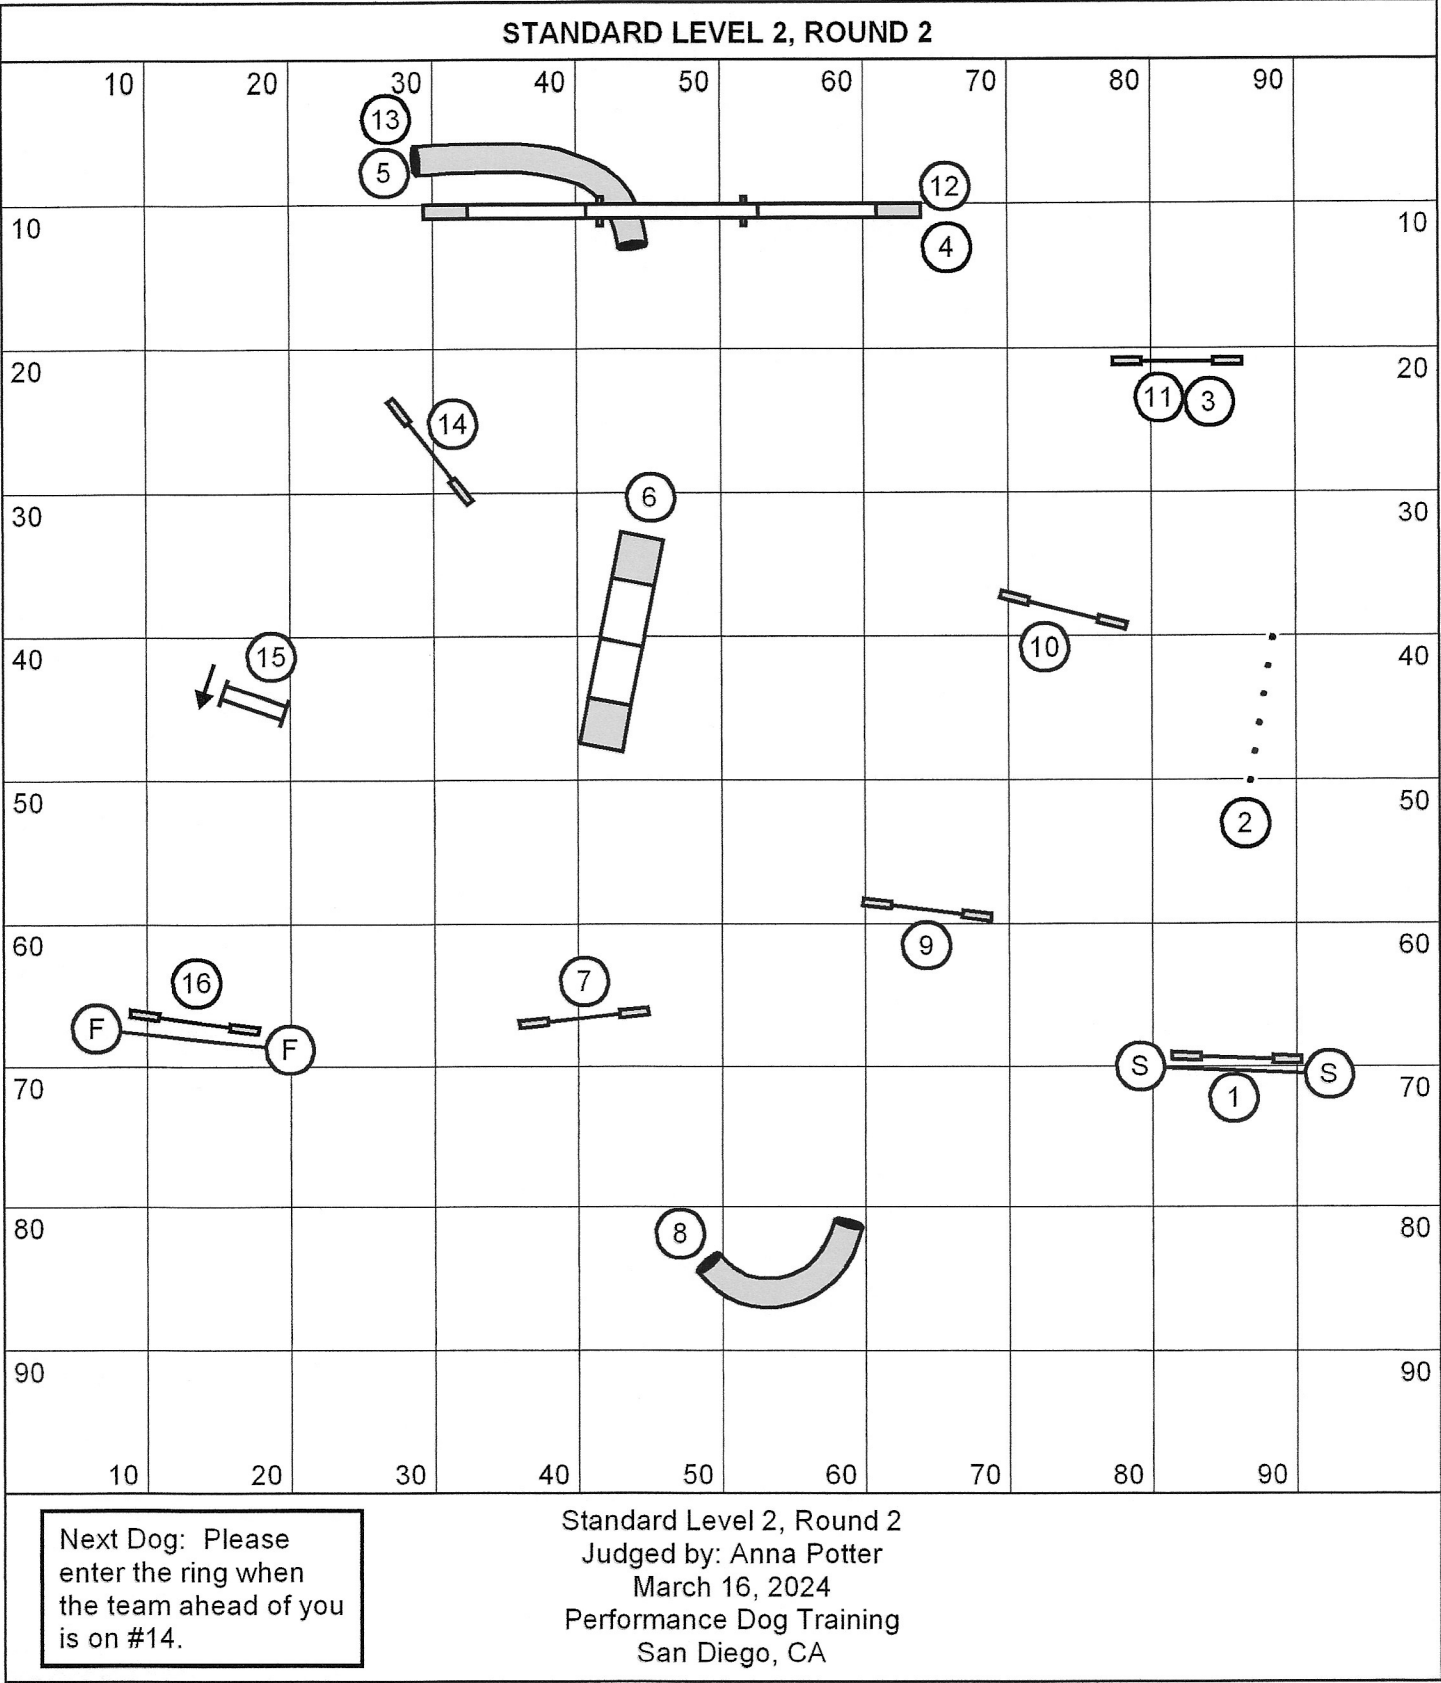 STANDARD LEVEL 2, ROUND 2
10 20 30 40 50 60 70 80 90
13
5
12
4
10 10
20 20
11 3
14
6
30 30
10
15
40 40
2
50 50
9
60 60
16 7
F F
S S
1
70 70
8
80 80
90 90
10 20 30 40 50 60 70 80 90
Next Dog: Please
enter the ring when
the team ahead of you
is on #14.
Standard Level 2, Round 2
Judged by: Anna Potter
March 16, 2024
Performance Dog Training
San Diego, CA